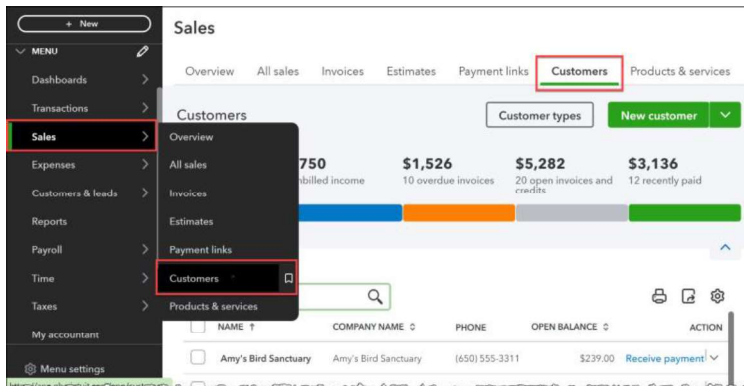 + New
MENU
Dashboards
Transactions
Sales
Expenses
Customers & leads
Reports
Payroll
Time
Taxes
My accountant
Menu settings
Overview
All sales
Invoices
Estimates
Payment links
Customers
Products & services
Sales
Overview All sales Invoices Estimates Payment links Customers Products & services
Customers Customer types New customer
750 $1,526 $5,282 $3,136
billed income 10 overdue invoices 20 open invoices and credits 12 recently paid
NAME COMPANY NAME PHONE OPEN BALANCE ACTION
Amy's Bird Sanctuary Amy's Bird Sanctuary (650) 555-3311 $239.00 Receive payment